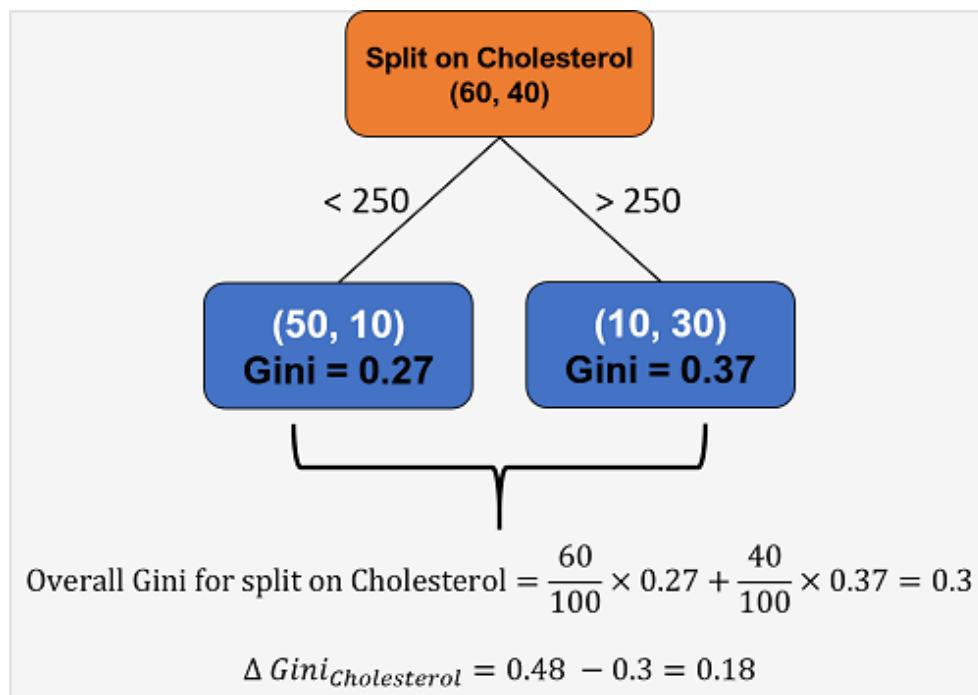 Split on Cholesterol
(60, 40)
< 250
> 250
(50, 10)
Gini = 0.27
(10, 30)
Gini = 0.37
Overall Gini for split on Cholesterol = 60/100 × 0.27 + 40/100 × 0.37 = 0.3
Δ Gini_Cholesterol = 0.48 − 0.3 = 0.18